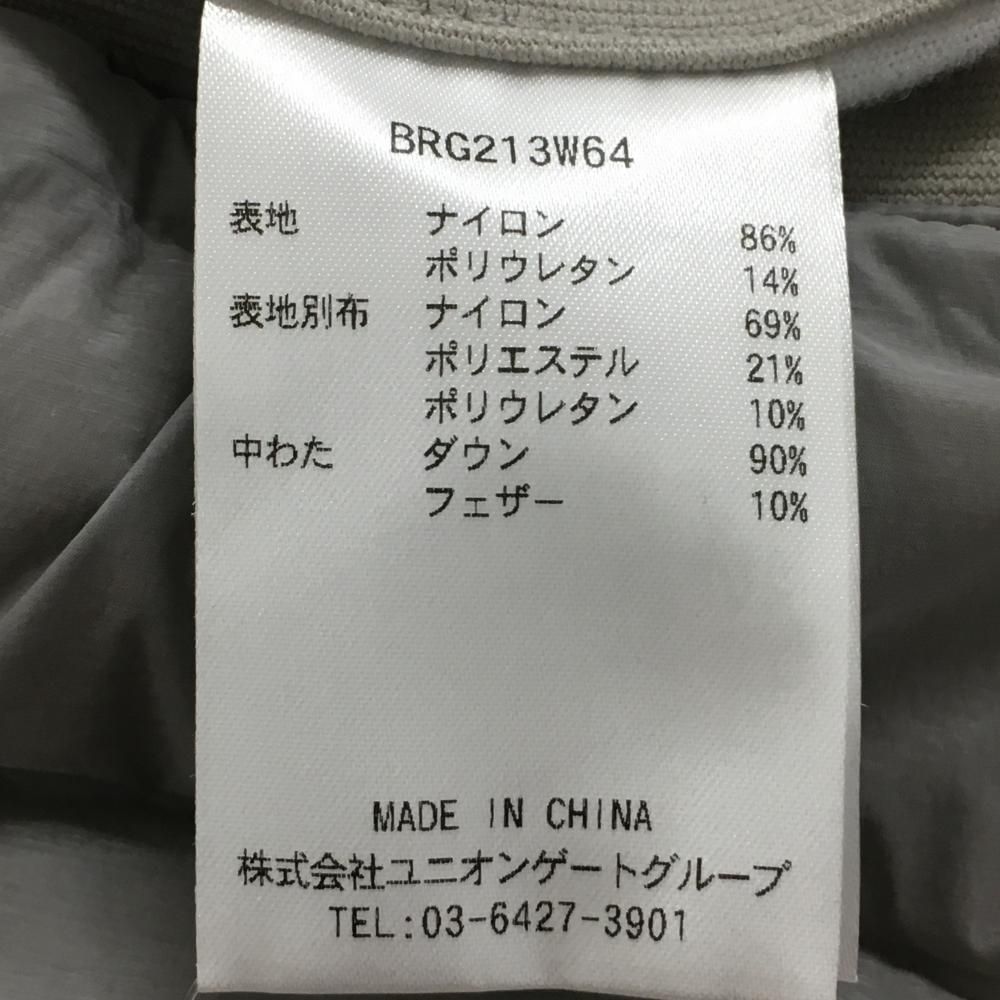 BRG213W64
表地 ナイロン 86%
ポリウレタン 14%
表地別布 ナイロン 69%
ポリエステル 21%
ポリウレタン 10%
中わた ダウン 90%
フェザー 10%
MADE IN CHINA
株式会社ユニオンゲートグループ
TEL:03-6427-3901